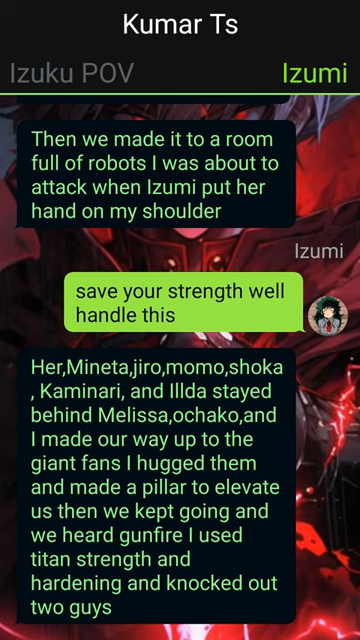 Kumar Ts
Izuku POV
Izumi
Then we made it to a room
full of robots I was about to
attack when Izumi put her
hand on my shoulder
Izumi
save your strength well
handle this
Her,Mineta,jiro,momo,shoka
, Kaminari, and Illda stayed
behind Melissa,ochako,and
I made our way up to the
giant fans I hugged them
and made a pillar to elevate
us then we kept going and
we heard gunfire I used
titan strength and
hardening and knocked out
two guys